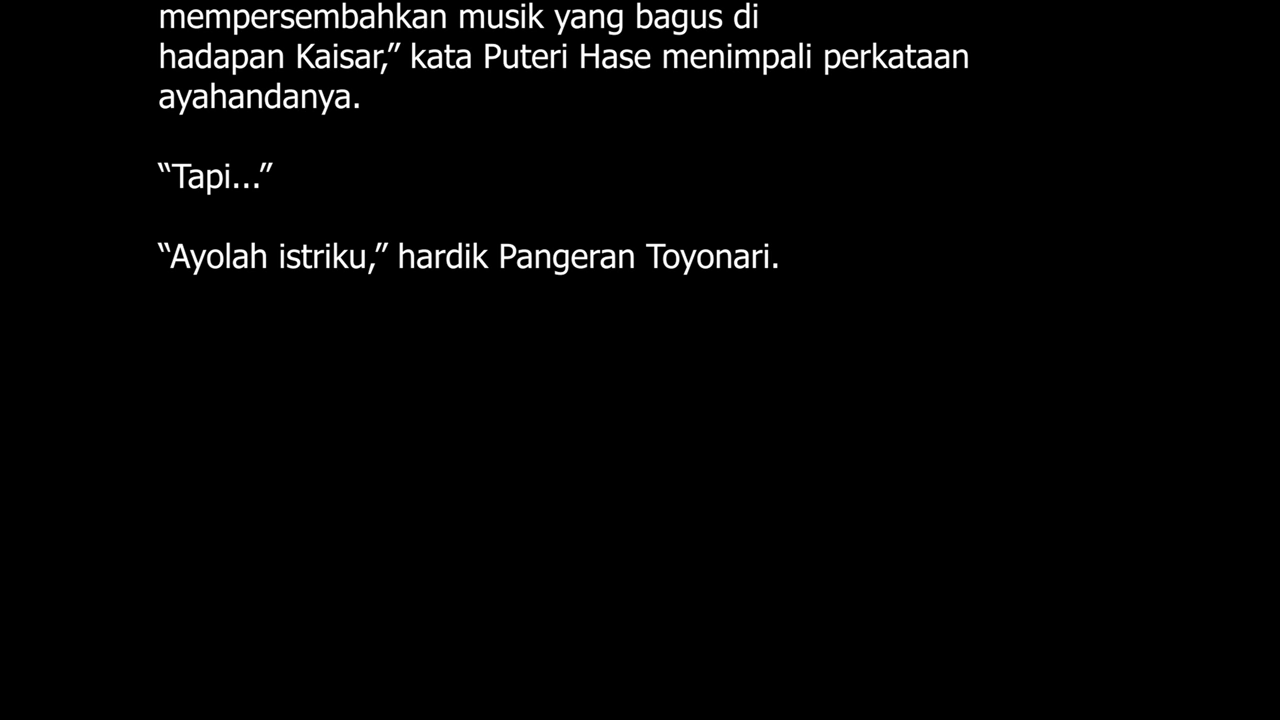 mempersembahkan musik yang bagus di
hadapan Kaisar,” kata Puteri Hase menimpali perkataan
ayahandanya.
“Tapi...”
“Ayolah istriku,” hardik Pangeran Toyonari.